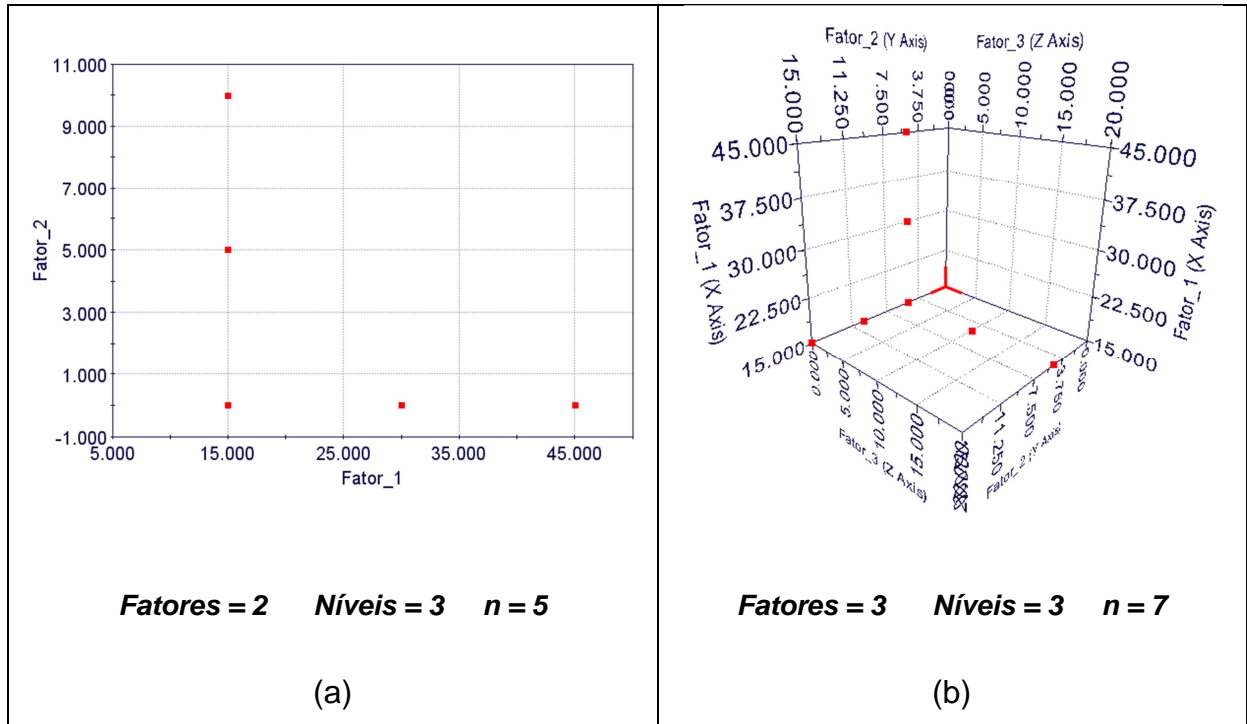 11.000
9.000
7.000
5.000
3.000
1.000
-1.000
5.000 15.000 25.000 35.000 45.000
Fator_2
Fator_1
Fatores = 2 Níveis = 3 n = 5
(a)
Fator_2 (Y Axis) Fator_3 (Z Axis)
15.000 11.250 7.500 3.750 5.000 10.000 15.000 20.000
45.000 45.000
37.500 37.500
30.000 30.000
22.500 22.500
15.000 15.000
Fator_1 (X Axis)
Fator_1 (X Axis)
0.000 5.000 10.000 15.000
11.250 7.500 3.750 0.000
Fator_3 (Z Axis)
Fator_2 (Y Axis)
Fatores = 3 Níveis = 3 n = 7
(b)